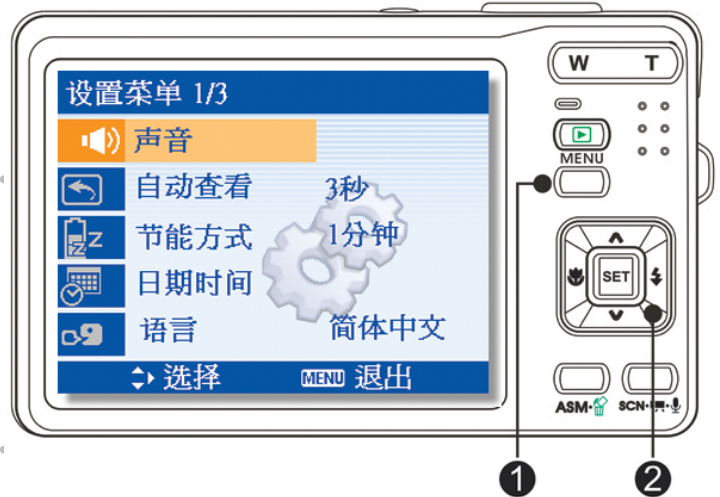 设置菜单 1/3
声音
自动查看 3秒
节能方式 1分钟
日期时间
语言 简体中文
选择 MENU 退出
W T
MENU
SET
ASM
SCN
1 2